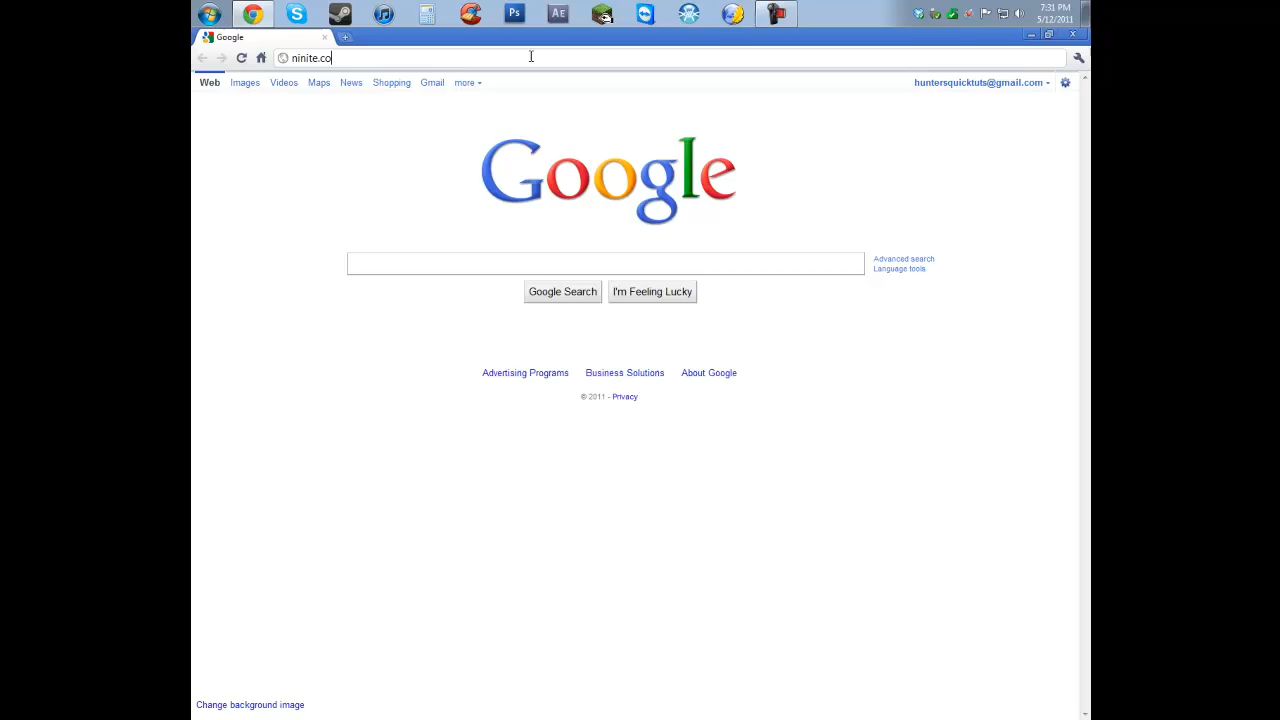 Ps AE 7:31 PM
5/12/2011
Google
ninite.co
Web Images Videos Maps News Shopping Gmail more huntersquicktuts@gmail.com
Google
Advanced search
Language tools
Google Search I'm Feeling Lucky
Advertising Programs Business Solutions About Google
© 2011 - Privacy
Change background image